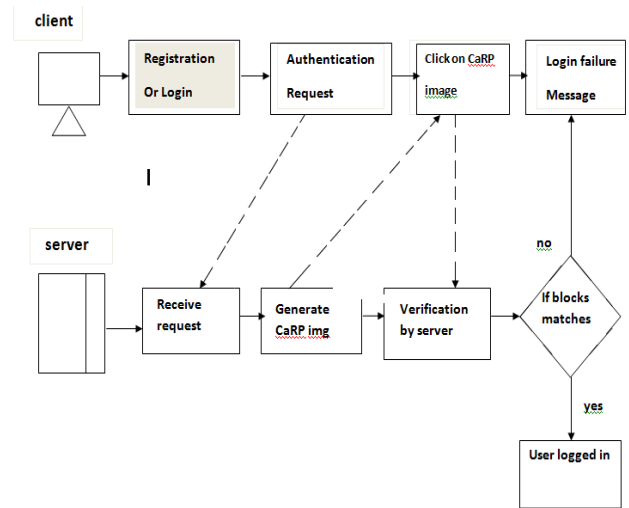 client
Registration
Or Login
Authentication
Request
Click on CaRP
image
Login failure
Message
server
Receive
request
Generate
CaRP img
Verification
by server
If blocks
matches
no
yes
User logged in